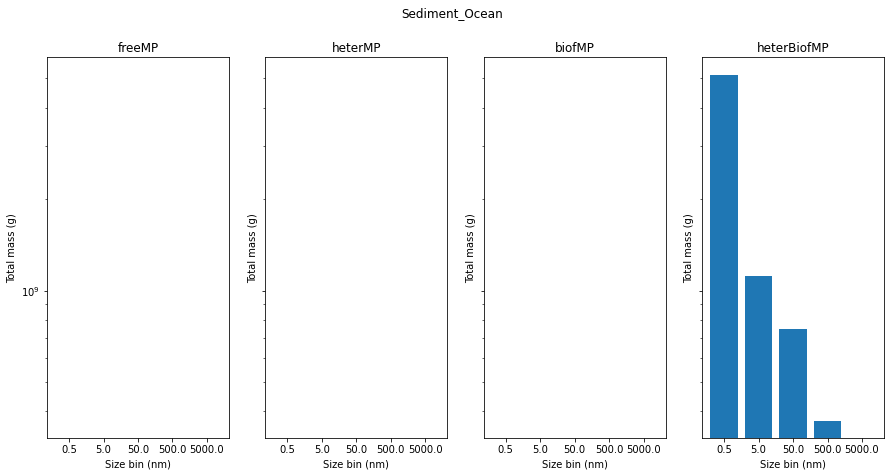 Sediment_Ocean
freeMP
heterMP
biofMP
heterBiofMP
Total mass (g)
10⁹
0.5 5.0 50.0 500.0 5000.0
Size bin (nm)
Total mass (g)
0.5 5.0 50.0 500.0 5000.0
Size bin (nm)
Total mass (g)
0.5 5.0 50.0 500.0 5000.0
Size bin (nm)
Total mass (g)
0.5 5.0 50.0 500.0 5000.0
Size bin (nm)